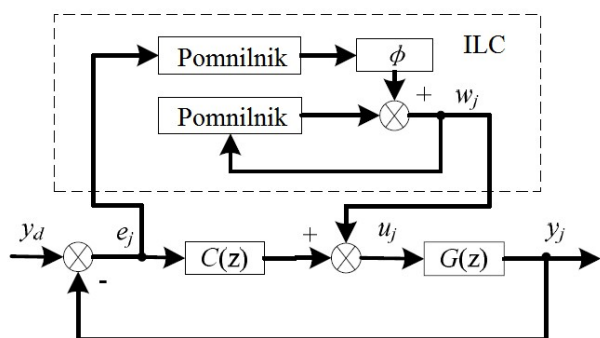 ILC
Pomnilnik
ϕ
Pomnilnik
+
w_j
y_d
e_j
C(z)
+
u_j
G(z)
y_j
-